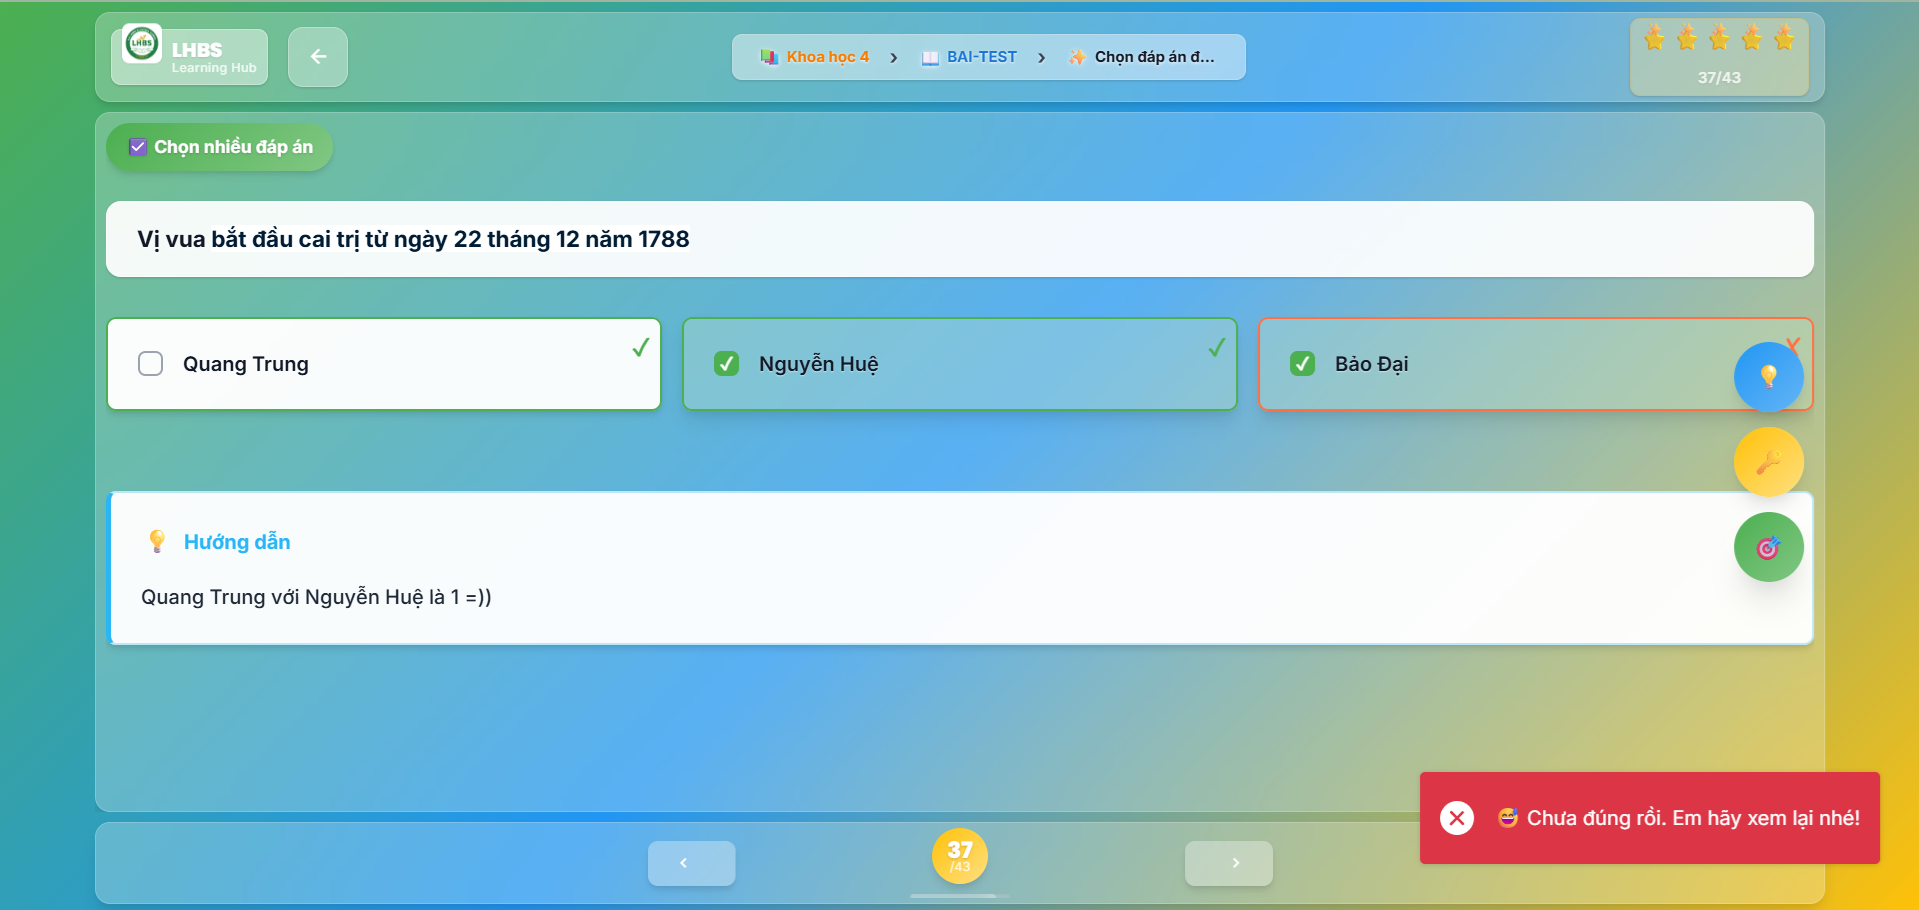 LHBS
LHBS
Learning Hub
Khoa học 4
BAI-TEST
Chọn đáp án đ...
37/43
Chọn nhiều đáp án
Vị vua bắt đầu cai trị từ ngày 22 tháng 12 năm 1788
Quang Trung
Nguyễn Huệ
Bảo Đại
Hướng dẫn
Quang Trung với Nguyễn Huệ là 1 =))
Chưa đúng rồi. Em hãy xem lại nhé!
37
/43